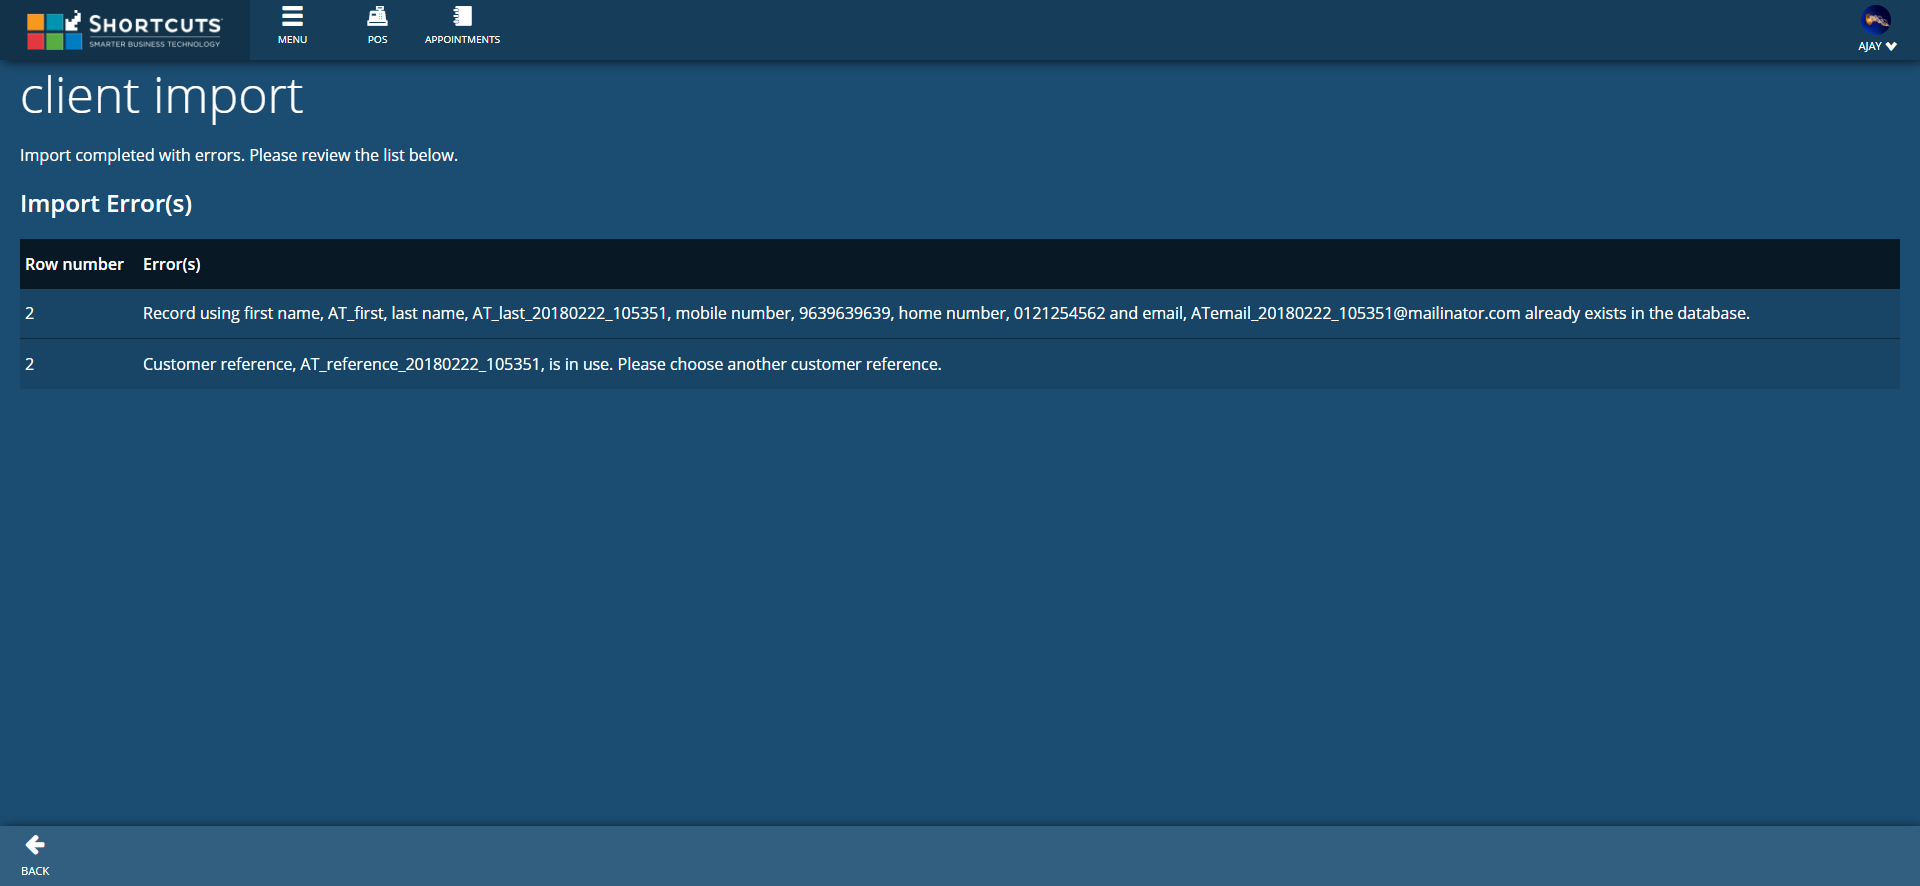 SHORTCUTS
SMARTER BUSINESS TECHNOLOGY
MENU
POS
APPOINTMENTS
AJAY
client import
Import completed with errors. Please review the list below.
Import Error(s)
Row number Error(s)
2 Record using first name, AT_first, last name, AT_last_20180222_105351, mobile number, 9639639639, home number, 0121254562 and email, ATemail_20180222_105351@mailinator.com already exists in the database.
2 Customer reference, AT_reference_20180222_105351, is in use. Please choose another customer reference.
BACK